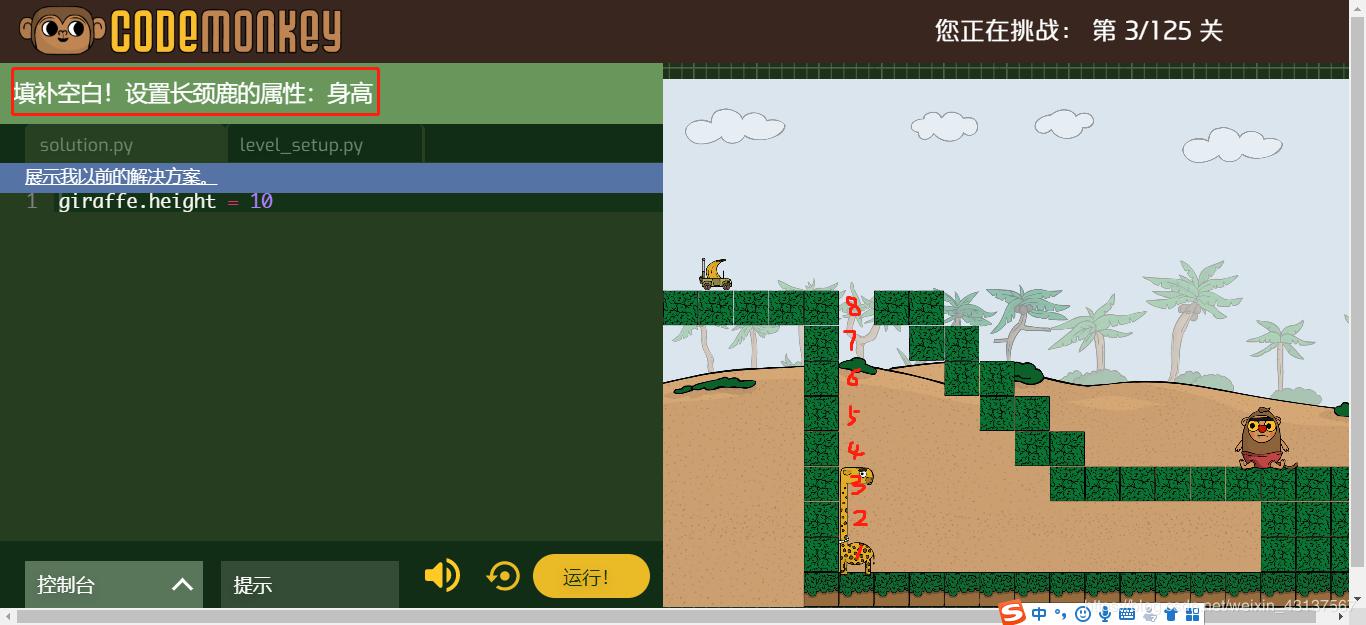 CODEMONKEY
您正在挑战： 第 3/125 关
填补空白！设置长颈鹿的属性：身高
solution.py
level_setup.py
展示我以前的解决方案。
1 giraffe.height = 10
8
7
6
5
4
3
2
1
控制台
提示
运行！
中